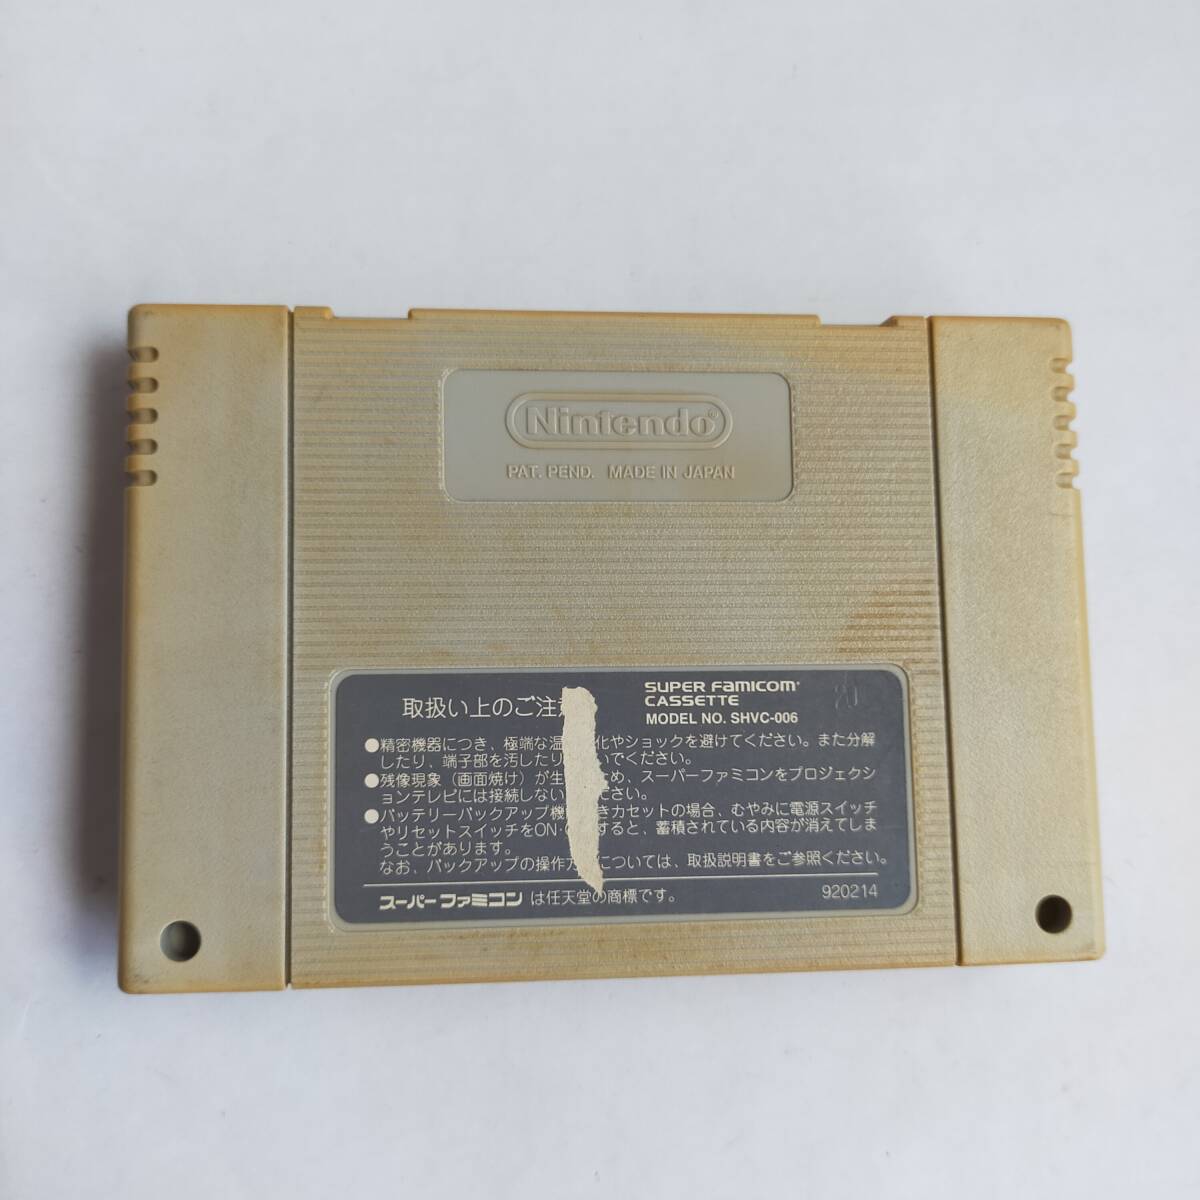 Nintendo®
PAT. PEND. MADE IN JAPAN
取扱い上のご注意
SUPER FAMICOM
CASSETTE
MODEL NO. SHVC-006
20
●精密機器につき、極端な温 化やショックを避けてください。また分解
したり、端子部を汚したり いでください。
●残像現象(画面焼け)が生 ため、スーパーファミコンをプロジェクシ
ョンテレビには接続しない ください。
●バッテリーバックアップ機 きカセットの場合、むやみに電源スイッチ
やリセットスイッチをON· すると、蓄積されている内容が消えてしま
うことがあります。
なお、バックアップの操作方 については、取扱説明書をご参照ください。
スーパーファミコンは任天堂の商標です。
920214